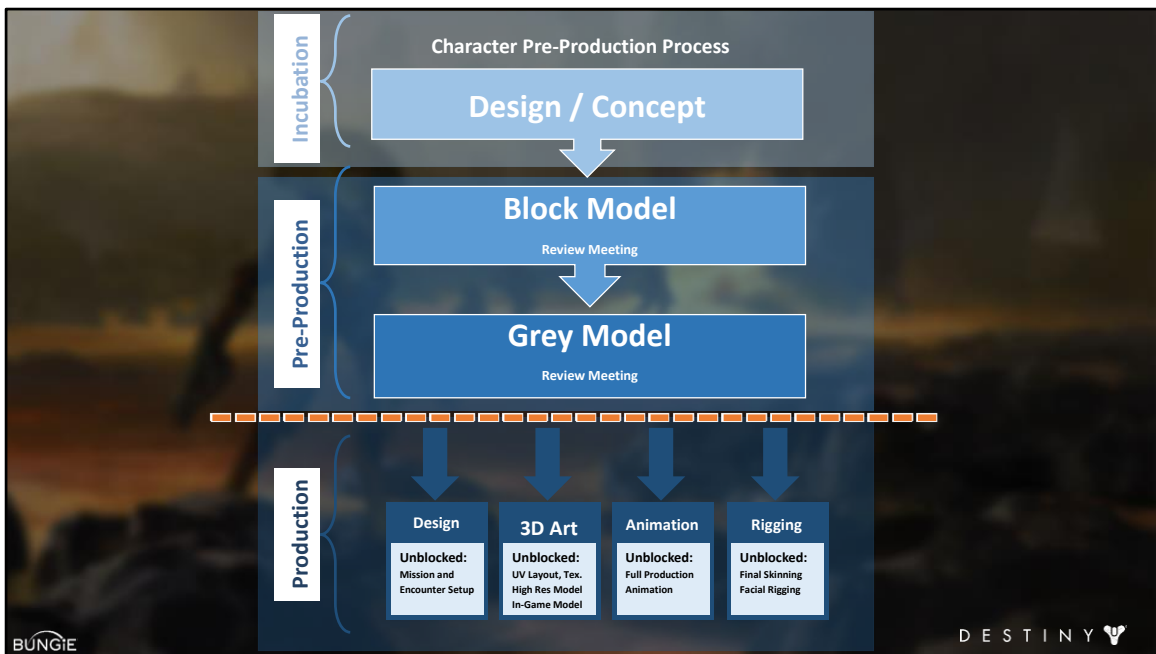 Character Pre-Production Process
Incubation
Design / Concept
Pre-Production
Block Model
Review Meeting
Grey Model
Review Meeting
Production
Design
Unblocked:
Mission and
Encounter Setup
3D Art
Unblocked:
UV Layout, Tex.
High Res Model
In-Game Model
Animation
Unblocked:
Full Production
Animation
Rigging
Unblocked:
Final Skinning
Facial Rigging
BUNGiE
DESTINY